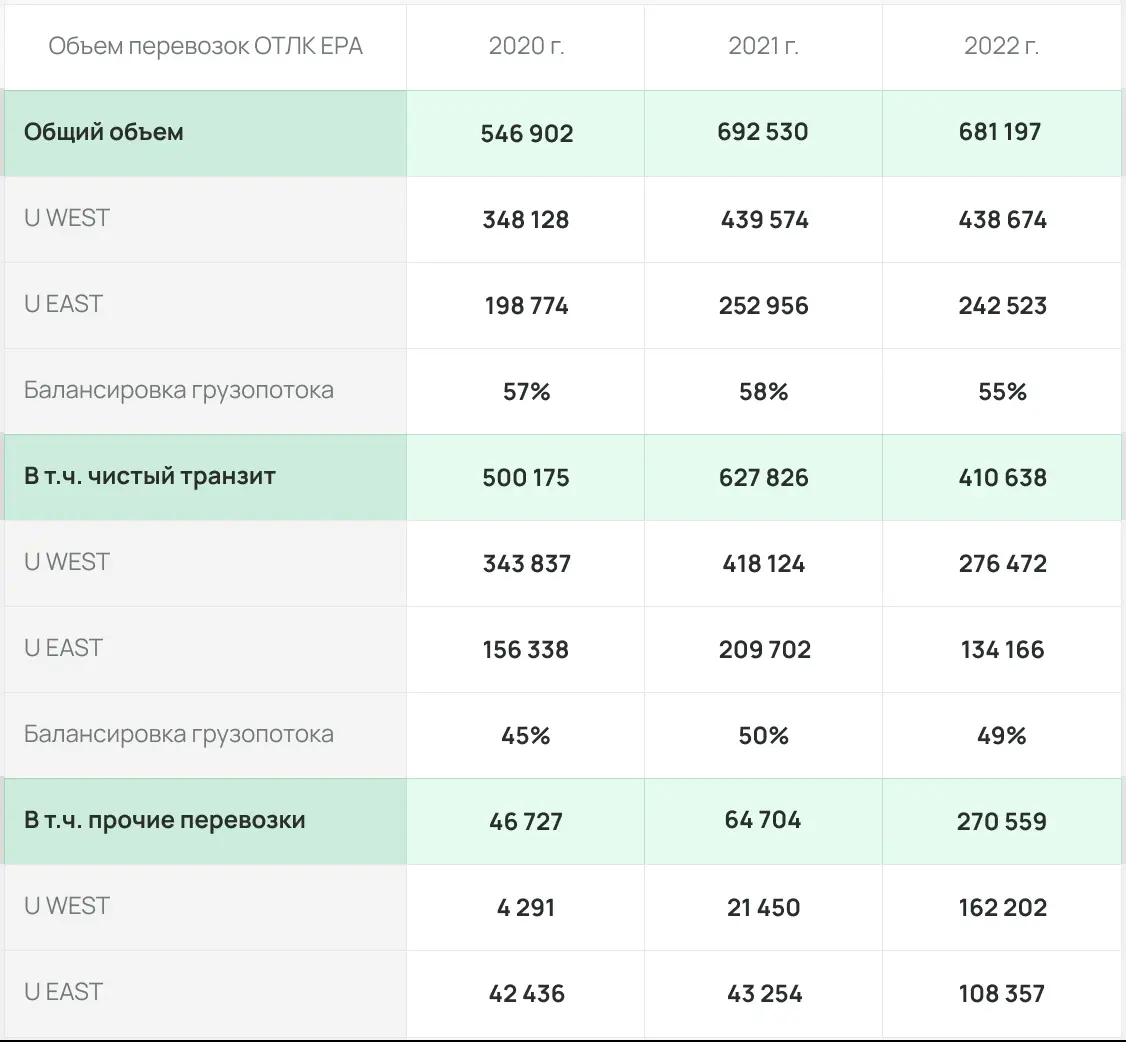 Объем перевозок ОТЛК ЕРА 2020 г. 2021 г. 2022 г.
Общий объем 546 902 692 530 681 197
U WEST 348 128 439 574 438 674
U EAST 198 774 252 956 242 523
Балансировка грузопотока 57% 58% 55%
В т.ч. чистый транзит 500 175 627 826 410 638
U WEST 343 837 418 124 276 472
U EAST 156 338 209 702 134 166
Балансировка грузопотока 45% 50% 49%
В т.ч. прочие перевозки 46 727 64 704 270 559
U WEST 4 291 21 450 162 202
U EAST 42 436 43 254 108 357